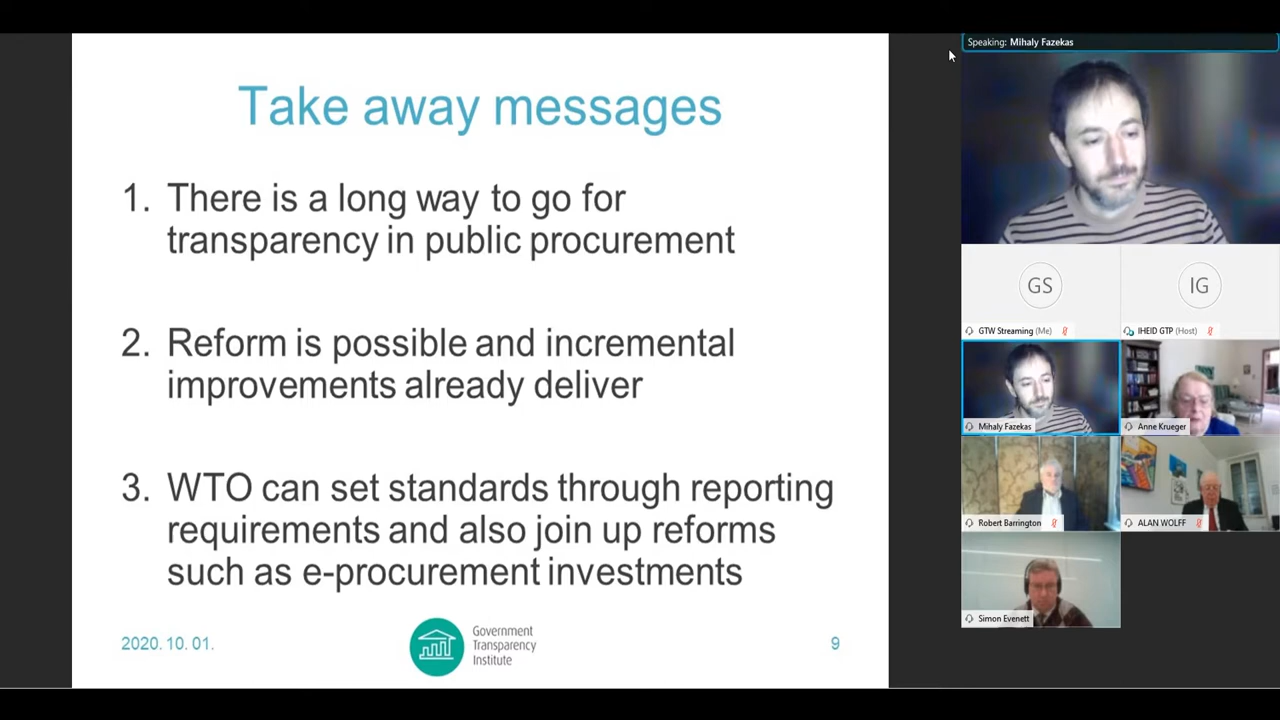 Take away messages
1. There is a long way to go for
transparency in public procurement
2. Reform is possible and incremental
improvements already deliver
3. WTO can set standards through reporting
requirements and also join up reforms
such as e-procurement investments
2020. 10. 01.
Government
Transparency
Institute
9
Speaking: Mihaly Fazekas
GS
IG
GTW Streaming (Me)
IHEID GTP (Host)
Mihaly Fazekas
Anne Krueger
Robert Barrington
ALAN WOLFF
Simon Evenett